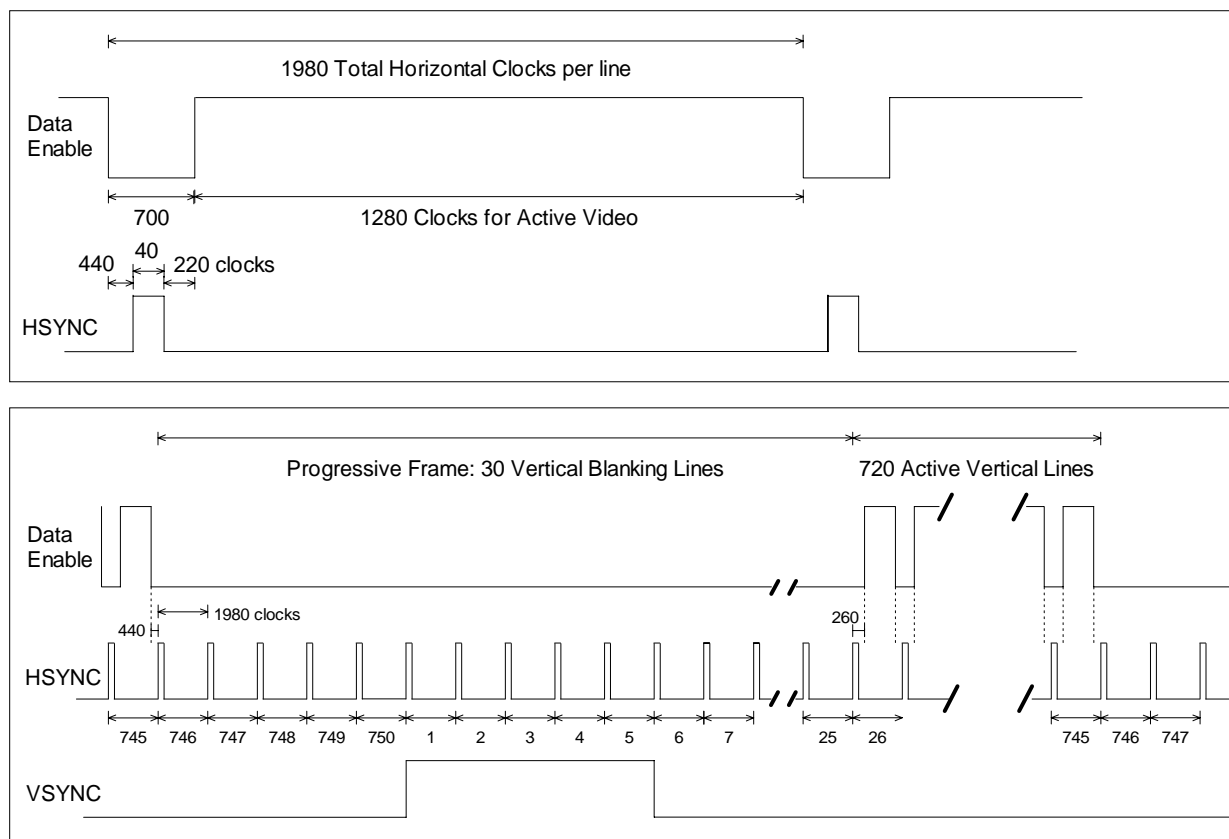 1980 Total Horizontal Clocks per line
Data
Enable
700
1280 Clocks for Active Video
40
440
220 clocks
HSYNC
Progressive Frame: 30 Vertical Blanking Lines
720 Active Vertical Lines
Data
Enable
1980 clocks
440
260
HSYNC
745 746 747 748 749 750 1 2 3 4 5 6 7 25 26 745 746 747
VSYNC